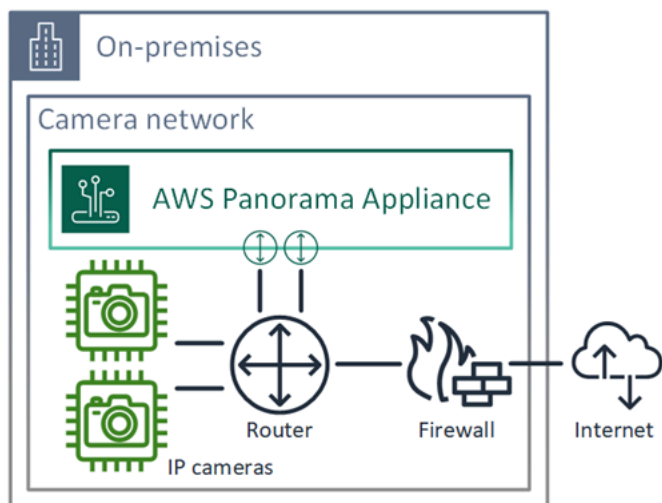 On-premises
Camera network
AWS Panorama Appliance
Router
Firewall
Internet
IP cameras